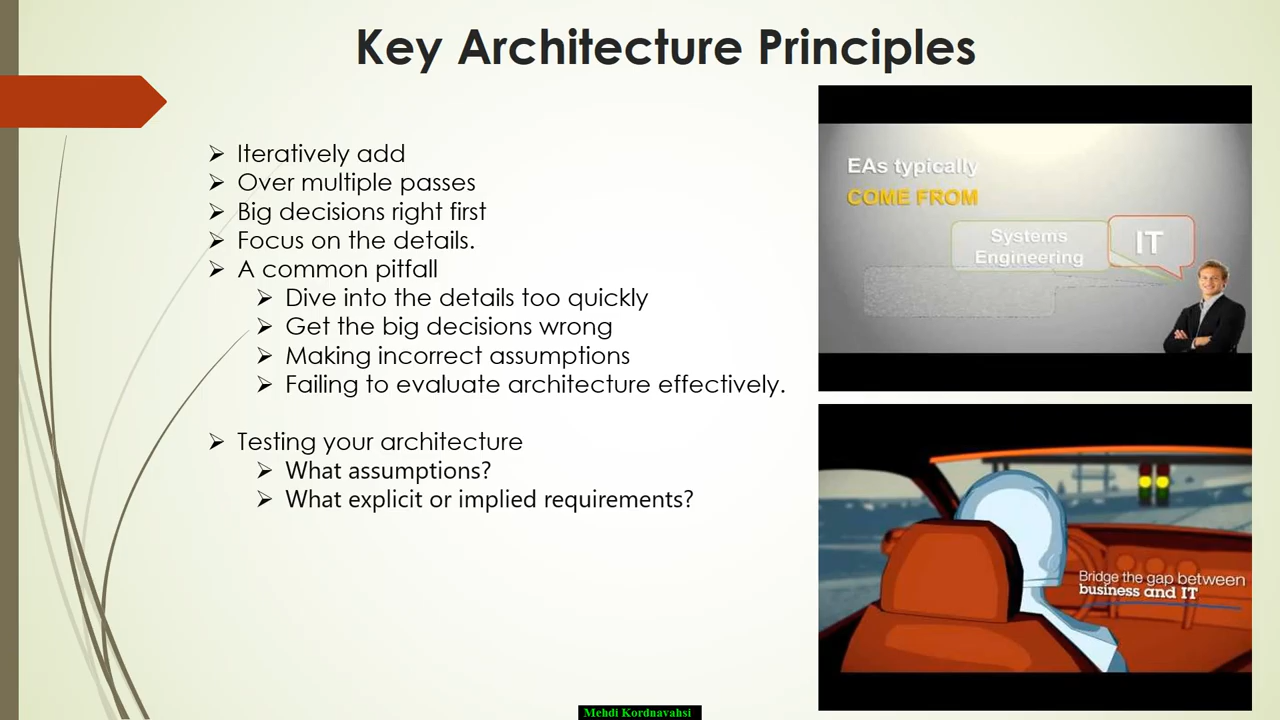 Key Architecture Principles
Iteratively add
Over multiple passes
Big decisions right first
Focus on the details.
A common pitfall
Dive into the details too quickly
Get the big decisions wrong
Making incorrect assumptions
Failing to evaluate architecture effectively.
Testing your architecture
What assumptions?
What explicit or implied requirements?
EAs typically
COME FROM
Systems
Engineering
IT
Bridge the gap between
business and IT
Mehdi Kordnavahsi